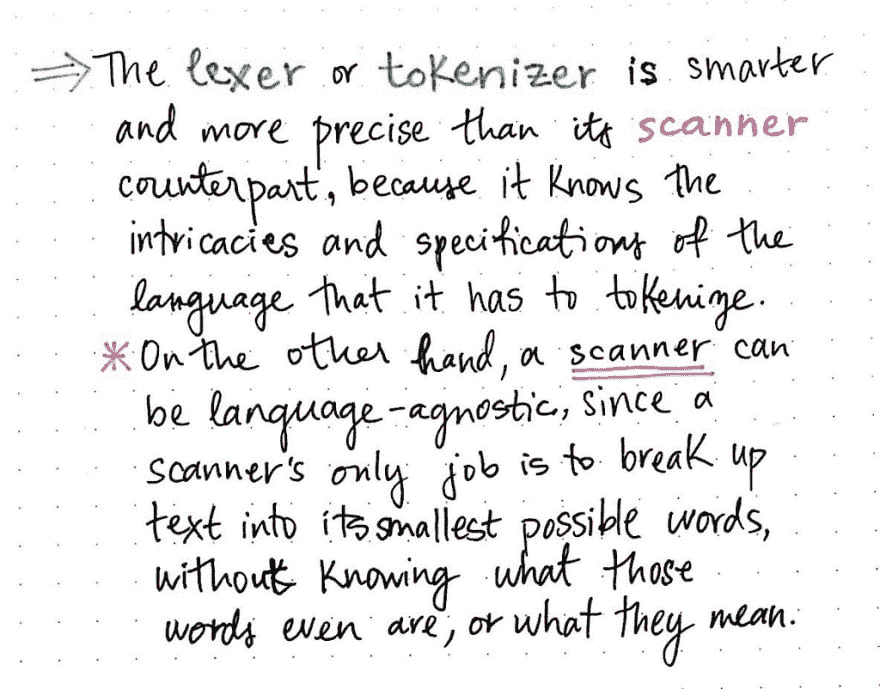 ⇒ The lexer or tokenizer is smarter
and more precise than its scanner
counterpart, because it knows the
intricacies and specifications of the
language that it has to tokenize.
* On the other hand, a scanner can
be language-agnostic, since a
scanner's only job is to break up
text into its smallest possible words,
without knowing what those
words even are, or what they mean.